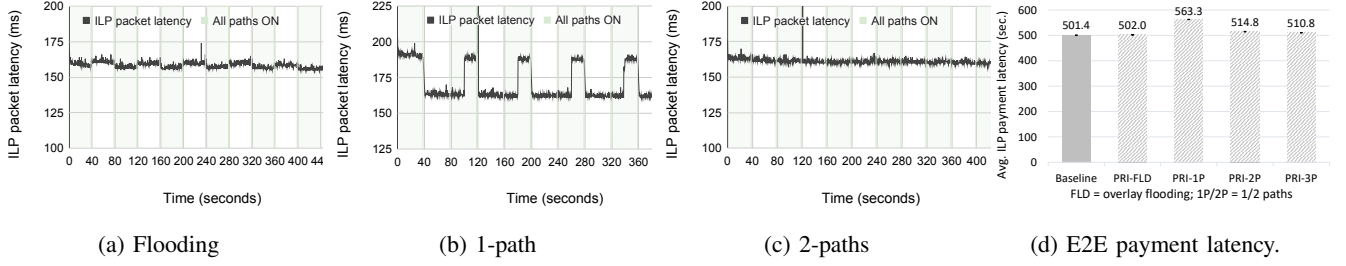 ILP packet latency (ms)
200
175
150
125
100
ILP packet latency All paths ON
0 40 80 120 160 200 240 280 320 360 400 44
Time (seconds)
(a) Flooding
ILP packet latency (ms)
225
200
175
150
125
ILP packet latency All paths ON
0 40 80 120 160 200 240 280 320 360
Time (seconds)
(b) 1-path
ILP packet latency (ms)
200
175
150
125
100
ILP packet latency All paths ON
0 40 80 120 160 200 240 280 320 360 400
Time (seconds)
(c) 2-paths
Avg. ILP payment latency (sec.)
600
500
400
300
200
100
0
501.4 502.0 563.3 514.8 510.8
Baseline PRI-FLD PRI-1P PRI-2P PRI-3P
FLD = overlay flooding; 1P/2P = 1/2 paths
(d) E2E payment latency.